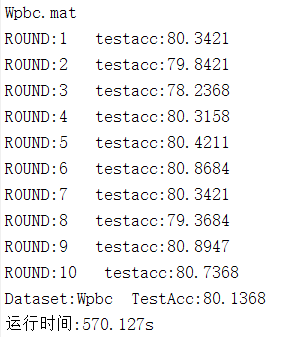 Wpbc.mat
ROUND:1   testacc:80.3421
ROUND:2   testacc:79.8421
ROUND:3   testacc:78.2368
ROUND:4   testacc:80.3158
ROUND:5   testacc:80.4211
ROUND:6   testacc:80.8684
ROUND:7   testacc:80.3421
ROUND:8   testacc:79.3684
ROUND:9   testacc:80.8947
ROUND:10   testacc:80.7368
Dataset:Wpbc  TestAcc:80.1368
运行时间:570.127s